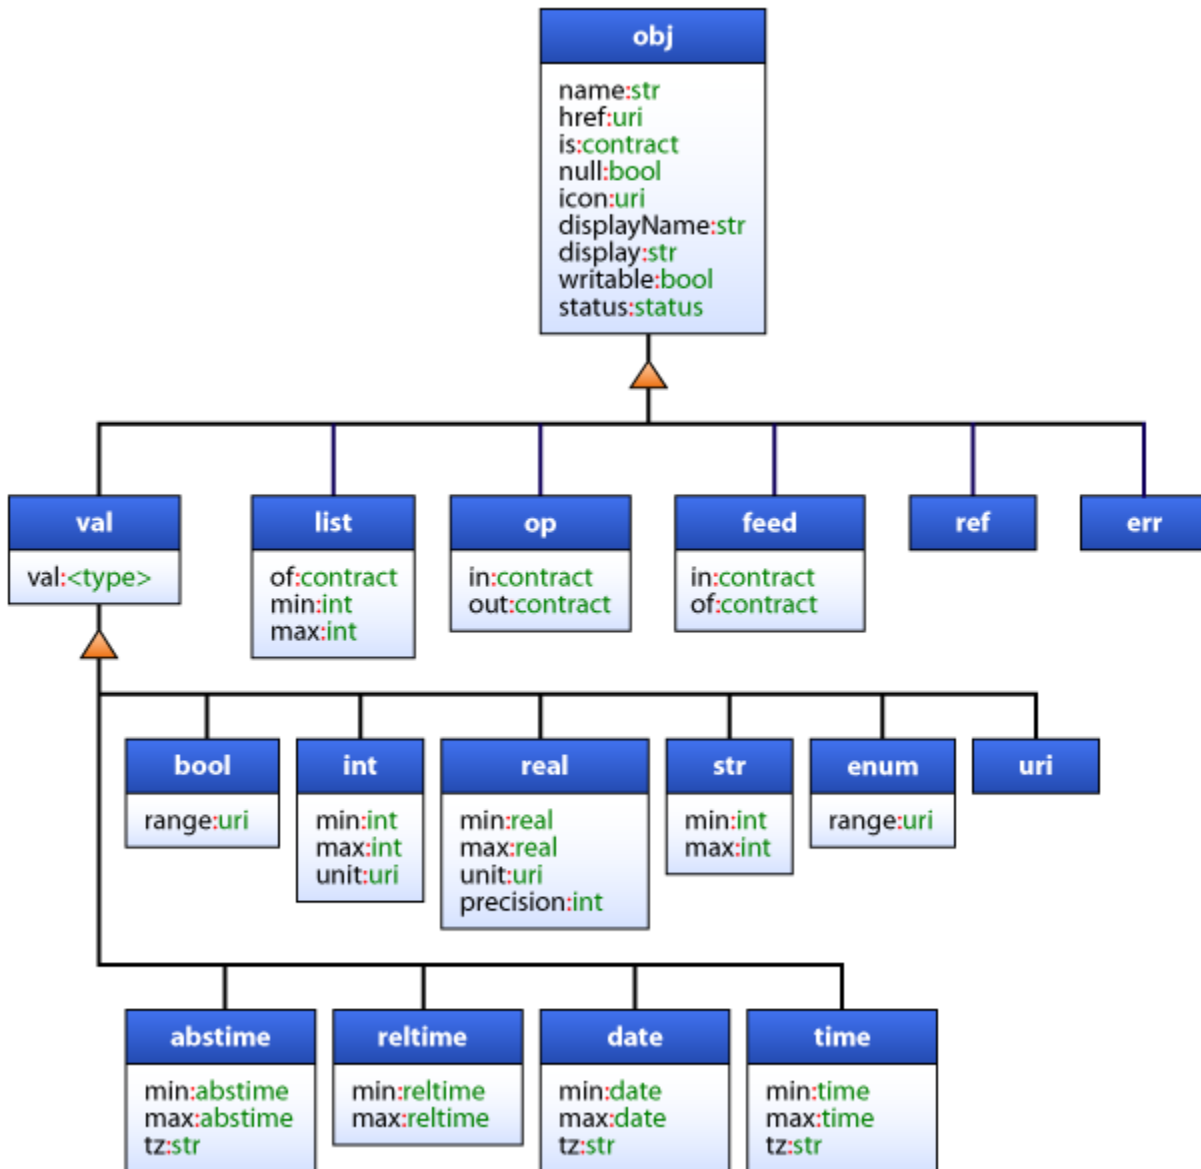 obj
name:str
href:uri
is:contract
null:bool
icon:uri
displayName:str
display:str
writable:bool
status:status
val
val:<type>
list
of:contract
min:int
max:int
op
in:contract
out:contract
feed
in:contract
of:contract
ref
err
bool
range:uri
int
min:int
max:int
unit:uri
real
min:real
max:real
unit:uri
precision:int
str
min:int
max:int
enum
range:uri
uri
abstime
min:abstime
max:abstime
tz:str
reltime
min:reltime
max:reltime
date
min:date
max:date
tz:str
time
min:time
max:time
tz:str